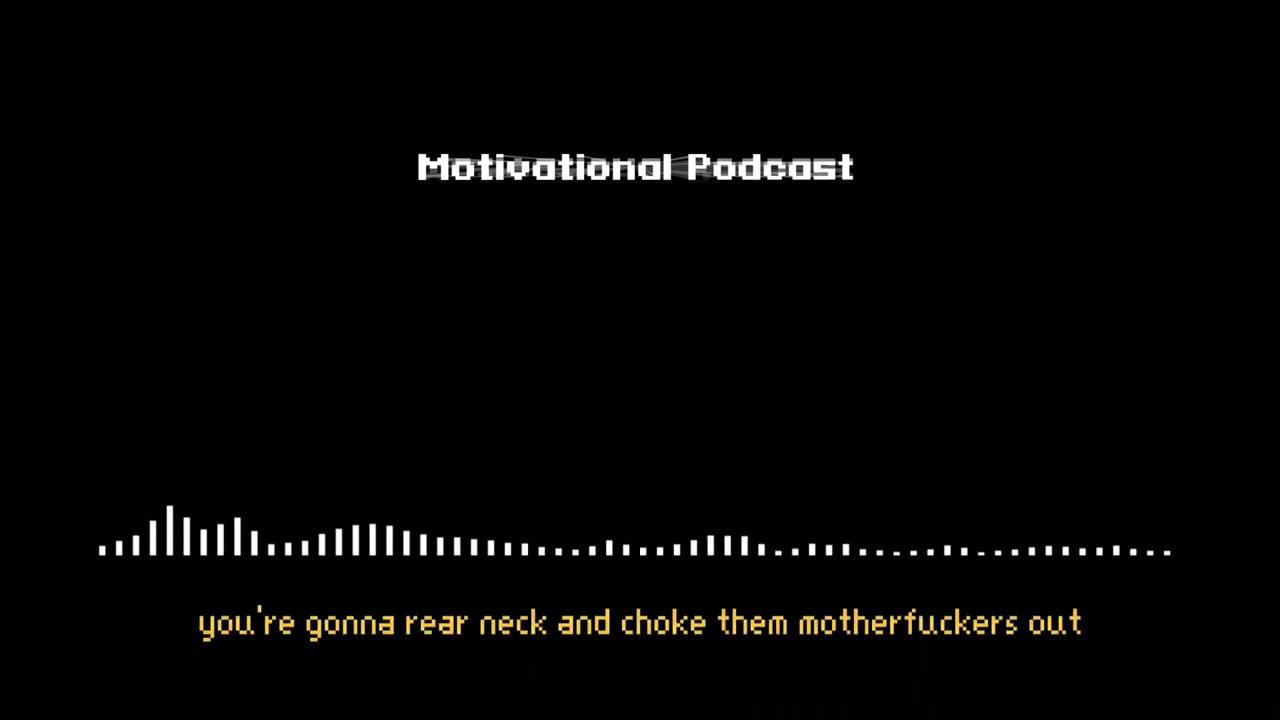 Motivational Podcast
you're gonna rear neck and choke them motherfuckers out